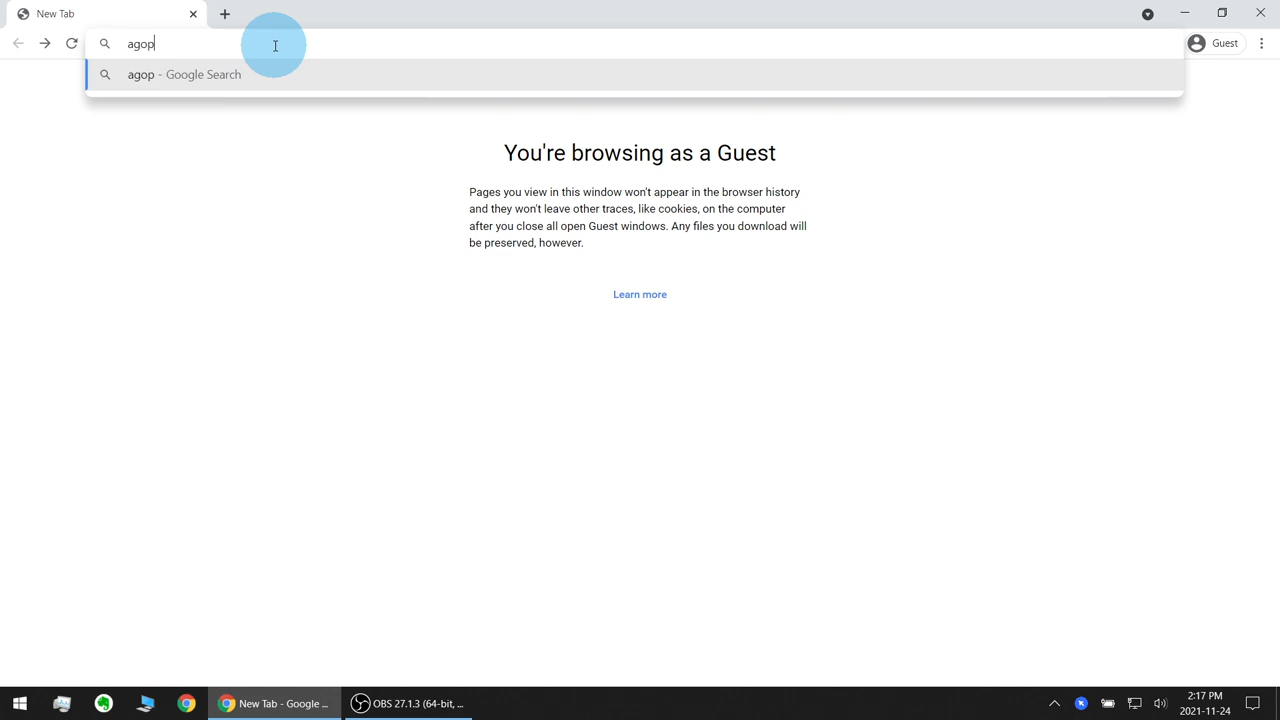 New Tab
agop
Guest
agop - Google Search
You're browsing as a Guest
Pages you view in this window won't appear in the browser history
and they won't leave other traces, like cookies, on the computer
after you close all open Guest windows. Any files you download will
be preserved, however.
Learn more
New Tab - Google ...
OBS 27.1.3 (64-bit, ...
2:17 PM
2021-11-24